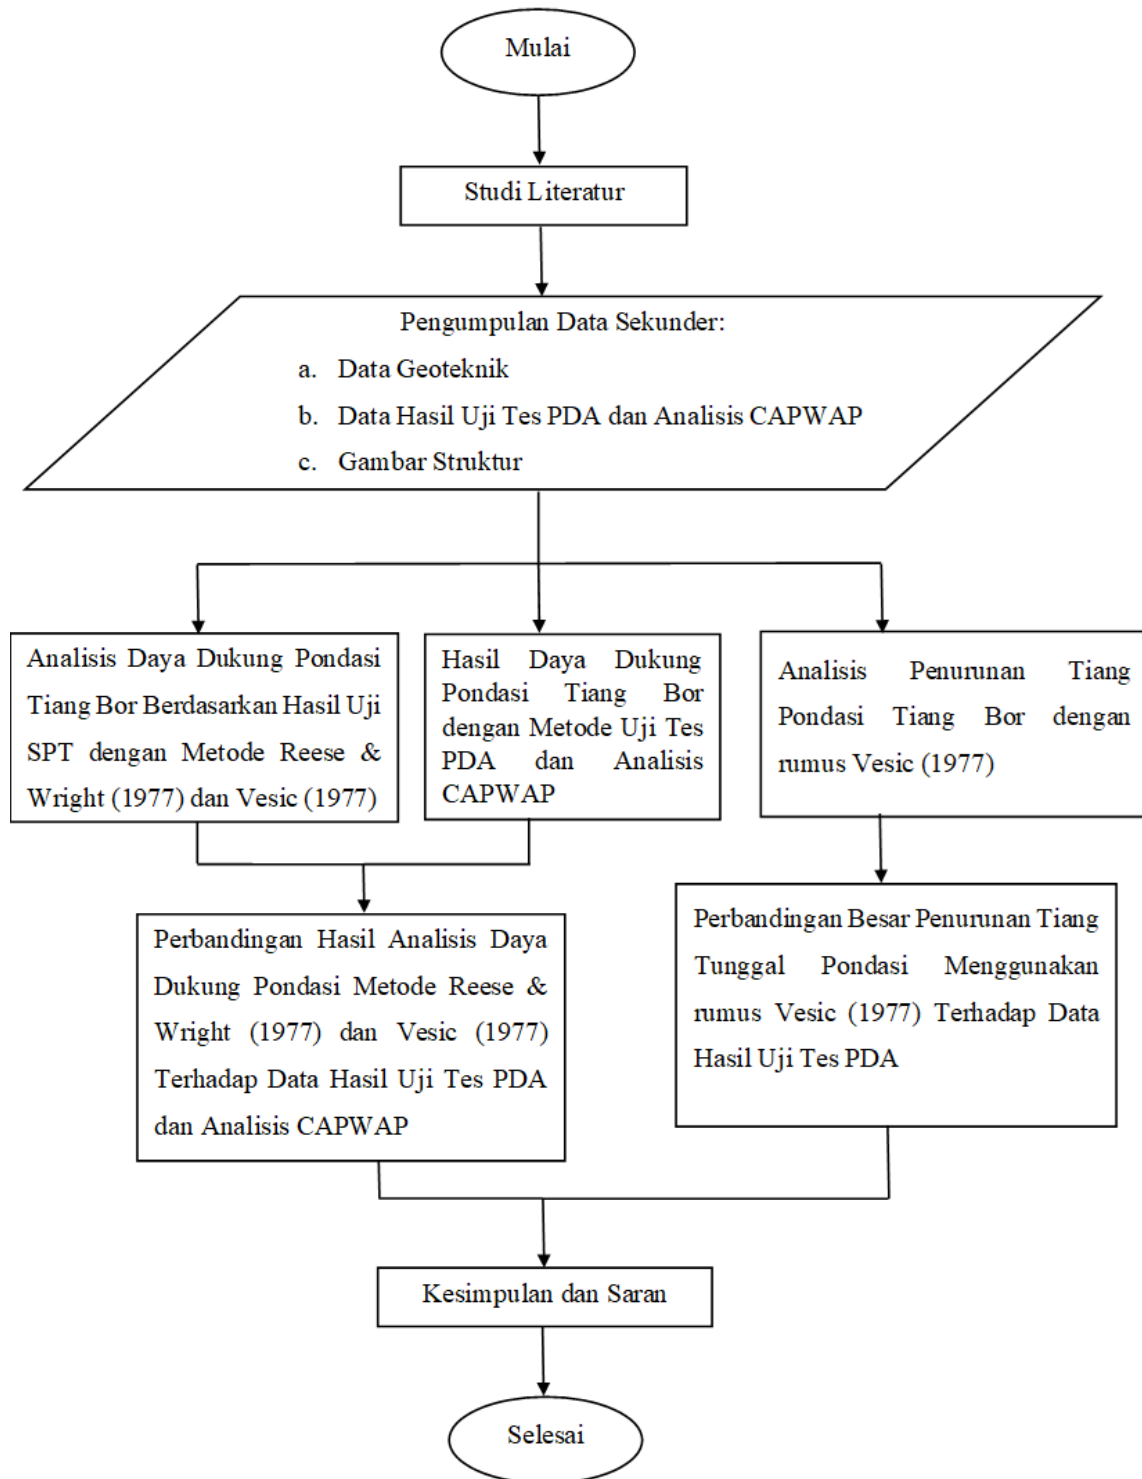 Mulai
Studi Literatur
Pengumpulan Data Sekunder:
a. Data Geoteknik
b. Data Hasil Uji Tes PDA dan Analisis CAPWAP
c. Gambar Struktur
Analisis Daya Dukung Pondasi
Tiang Bor Berdasarkan Hasil Uji
SPT dengan Metode Reese &
Wright (1977) dan Vesic (1977)
Hasil Daya Dukung
Pondasi Tiang Bor
dengan Metode Uji Tes
PDA dan Analisis
CAPWAP
Analisis Penurunan Tiang
Pondasi Tiang Bor dengan
rumus Vesic (1977)
Perbandingan Hasil Analisis Daya
Dukung Pondasi Metode Reese &
Wright (1977) dan Vesic (1977)
Terhadap Data Hasil Uji Tes PDA
dan Analisis CAPWAP
Perbandingan Besar Penurunan Tiang
Tunggal Pondasi Menggunakan
rumus Vesic (1977) Terhadap Data
Hasil Uji Tes PDA
Kesimpulan dan Saran
Selesai